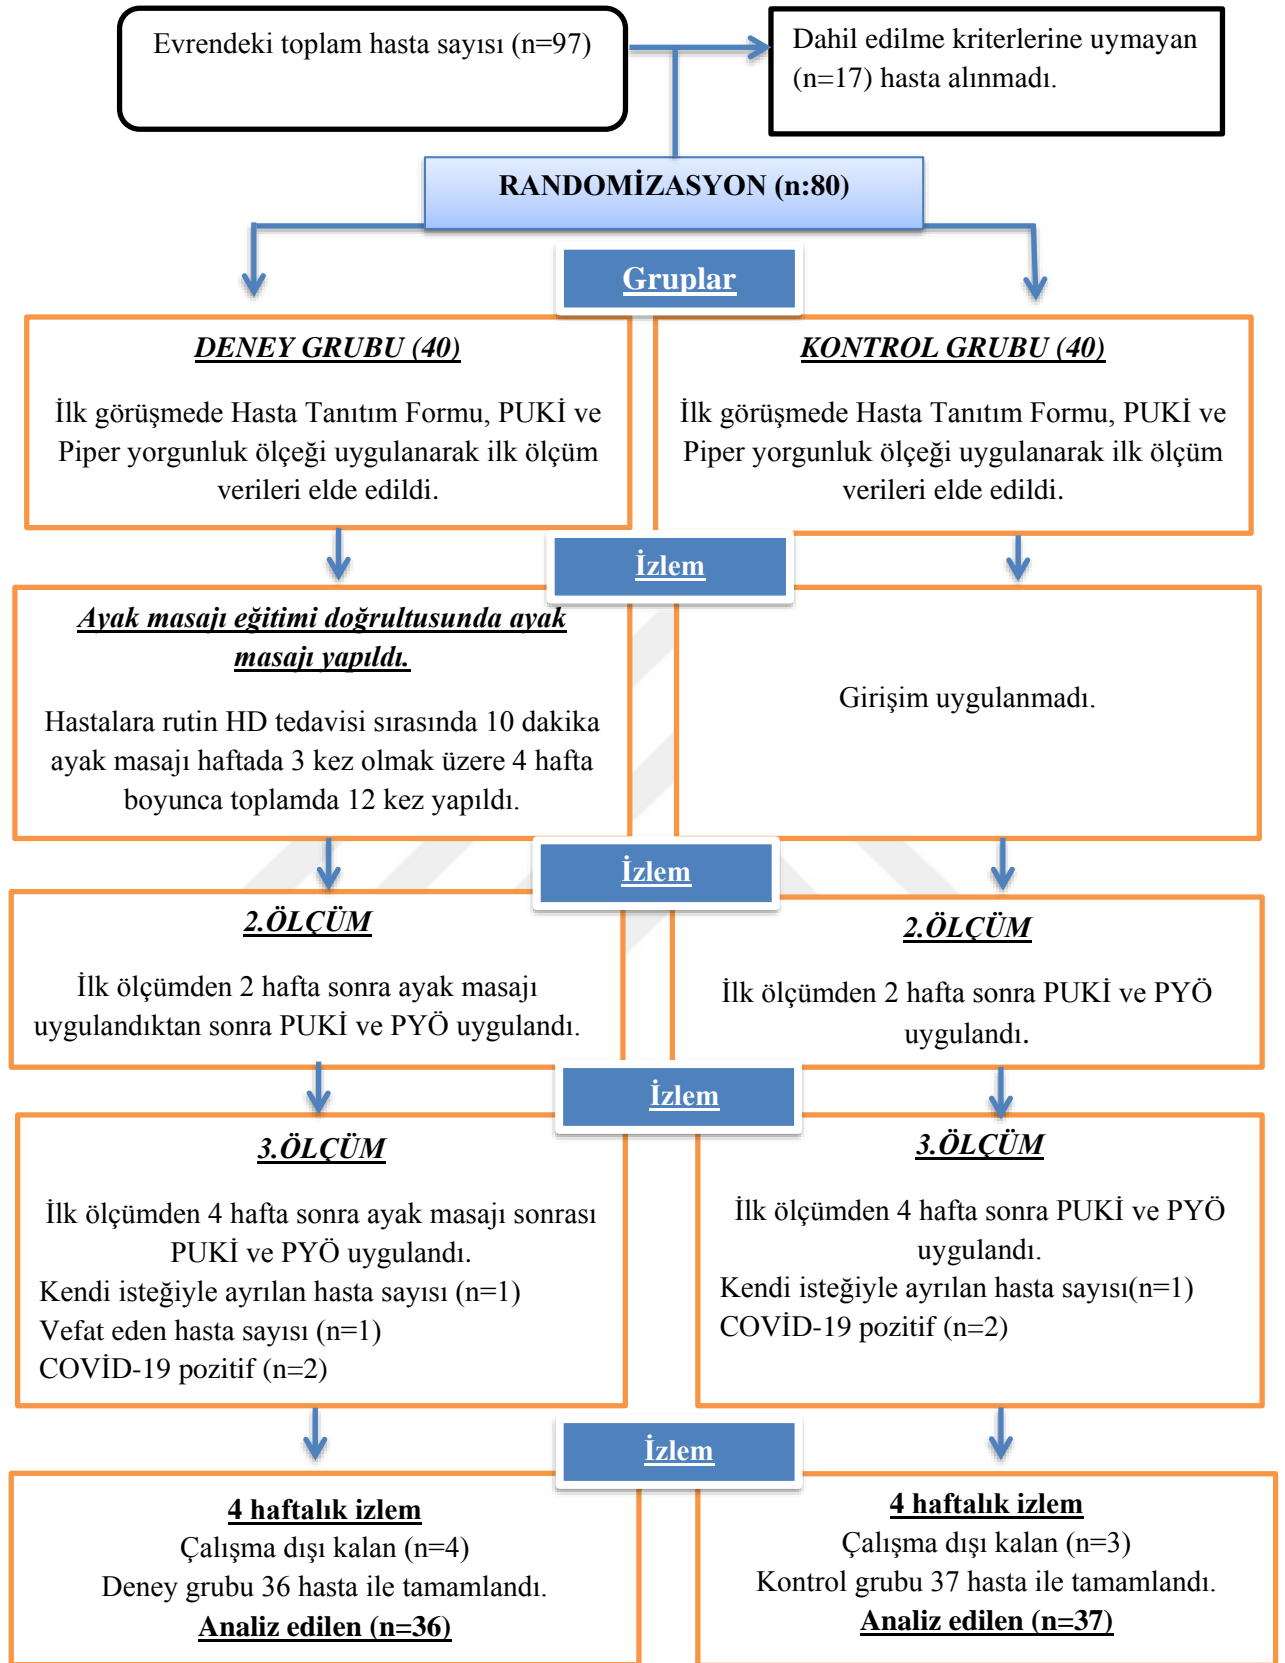 Evrendeki toplam hasta sayısı (n=97)
Dahil edilme kriterlerine uymayan
(n=17) hasta alınmadı.
RANDOMİZASYON (n:80)
Gruplar
DENEY GRUBU (40)
İlk görüşmede Hasta Tanıtım Formu, PUKİ ve
Piper yorgunluk ölçeği uygulanarak ilk ölçüm
verileri elde edildi.
KONTROL GRUBU (40)
İlk görüşmede Hasta Tanıtım Formu, PUKİ ve
Piper yorgunluk ölçeği uygulanarak ilk ölçüm
verileri elde edildi.
İzlem
Ayak masajı eğitimi doğrultusunda ayak
masajı yapıldı.
Hastalara rutin HD tedavisi sırasında 10 dakika
ayak masajı haftada 3 kez olmak üzere 4 hafta
boyunca toplamda 12 kez yapıldı.
Girişim uygulanmadı.
İzlem
2.ÖLÇÜM
İlk ölçümden 2 hafta sonra ayak masajı
uygulandıktan sonra PUKİ ve PYÖ uygulandı.
2.ÖLÇÜM
İlk ölçümden 2 hafta sonra PUKİ ve PYÖ
uygulandı.
İzlem
3.ÖLÇÜM
İlk ölçümden 4 hafta sonra ayak masajı sonrası
PUKİ ve PYÖ uygulandı.
Kendi isteğiyle ayrılan hasta sayısı (n=1)
Vefat eden hasta sayısı (n=1)
COVİD-19 pozitif (n=2)
3.ÖLÇÜM
İlk ölçümden 4 hafta sonra PUKİ ve PYÖ
uygulandı.
Kendi isteğiyle ayrılan hasta sayısı(n=1)
COVİD-19 pozitif (n=2)
İzlem
4 haftalık izlem
Çalışma dışı kalan (n=4)
Deney grubu 36 hasta ile tamamlandı.
Analiz edilen (n=36)
4 haftalık izlem
Çalışma dışı kalan (n=3)
Kontrol grubu 37 hasta ile tamamlandı.
Analiz edilen (n=37)